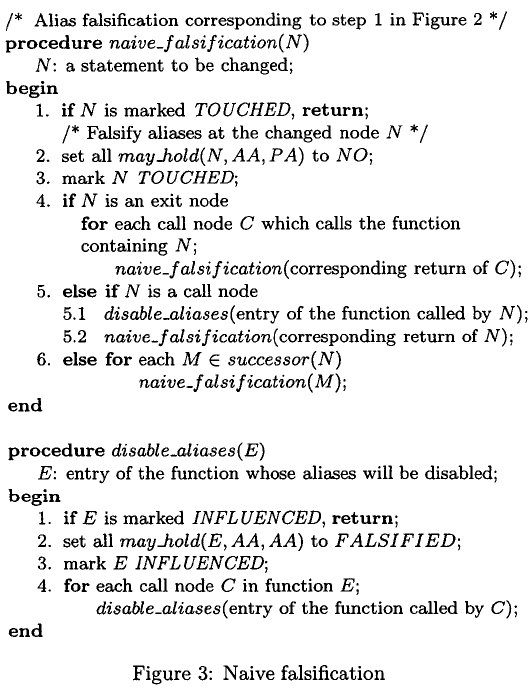 /* Alias falsification corresponding to step 1 in Figure 2 */
procedure naive_falsification(N)
N: a statement to be changed;
begin
1. if N is marked TOUCHED, return;
/* Falsify aliases at the changed node N */
2. set all may_hold(N, AA, PA) to NO;
3. mark N TOUCHED;
4. if N is an exit node
for each call node C which calls the function
containing N;
naive_falsification(corresponding return of C);
5. else if N is a call node
5.1 disable_aliases(entry of the function called by N);
5.2 naive_falsification(corresponding return of N);
6. else for each M ∈ successor(N)
naive_falsification(M);
end
procedure disable_aliases(E)
E: entry of the function whose aliases will be disabled;
begin
1. if E is marked INFLUENCED, return;
2. set all may_hold(E, AA, AA) to FALSIFIED;
3. mark E INFLUENCED;
4. for each call node C in function E;
disable_aliases(entry of the function called by C);
end
Figure 3: Naive falsification